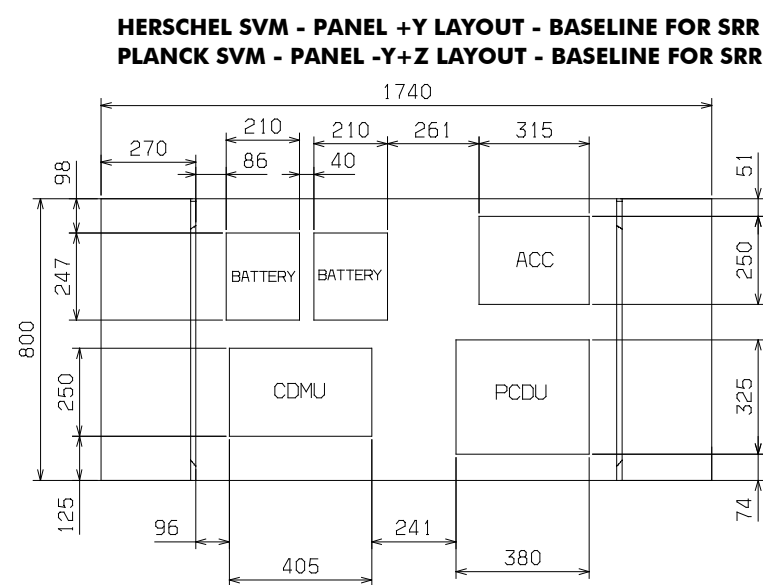 HERSCHEL SVM - PANEL +Y LAYOUT - BASELINE FOR SRR
PLANCK SVM - PANEL -Y+Z LAYOUT - BASELINE FOR SRR
1740
210 210 261 315
270 86 40
98 51
247 BATTERY BATTERY ACC 250
800
250 CDMU PCDU 325
125 74
96 241
405 380